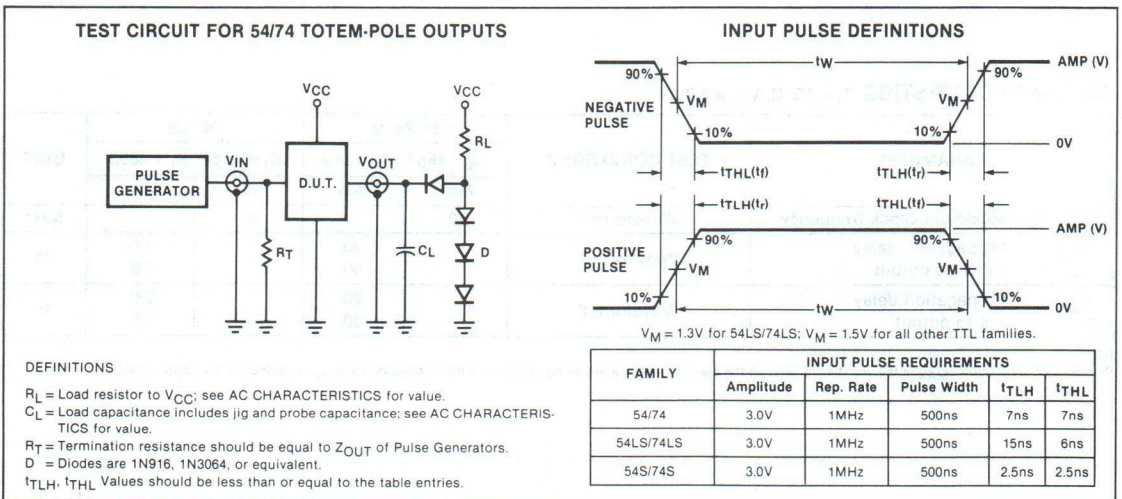 TEST CIRCUIT FOR 54/74 TOTEM-POLE OUTPUTS
VCC
VCC
RL
PULSE
GENERATOR
VIN
D.U.T.
VOUT
RT
CL
D
DEFINITIONS
RL = Load resistor to VCC; see AC CHARACTERISTICS for value.
CL = Load capacitance includes jig and probe capacitance; see AC CHARACTERIS-
TICS for value.
RT = Termination resistance should be equal to ZOUT of Pulse Generators.
D = Diodes are 1N916, 1N3064, or equivalent.
tTLH, tTHL Values should be less than or equal to the table entries.
INPUT PULSE DEFINITIONS
tW
AMP (V)
90%
90%
NEGATIVE
PULSE
VM
VM
10%
10%
0V
tTHL(tf)
tTLH(tr)
tTLH(tr)
tTHL(tf)
AMP (V)
90%
90%
POSITIVE
PULSE
VM
VM
10%
10%
tW
0V
VM = 1.3V for 54LS/74LS; VM = 1.5V for all other TTL families.
FAMILY INPUT PULSE REQUIREMENTS
Amplitude Rep. Rate Pulse Width tTLH tTHL
54/74 3.0V 1MHz 500ns 7ns 7ns
54LS/74LS 3.0V 1MHz 500ns 15ns 6ns
54S/74S 3.0V 1MHz 500ns 2.5ns 2.5ns